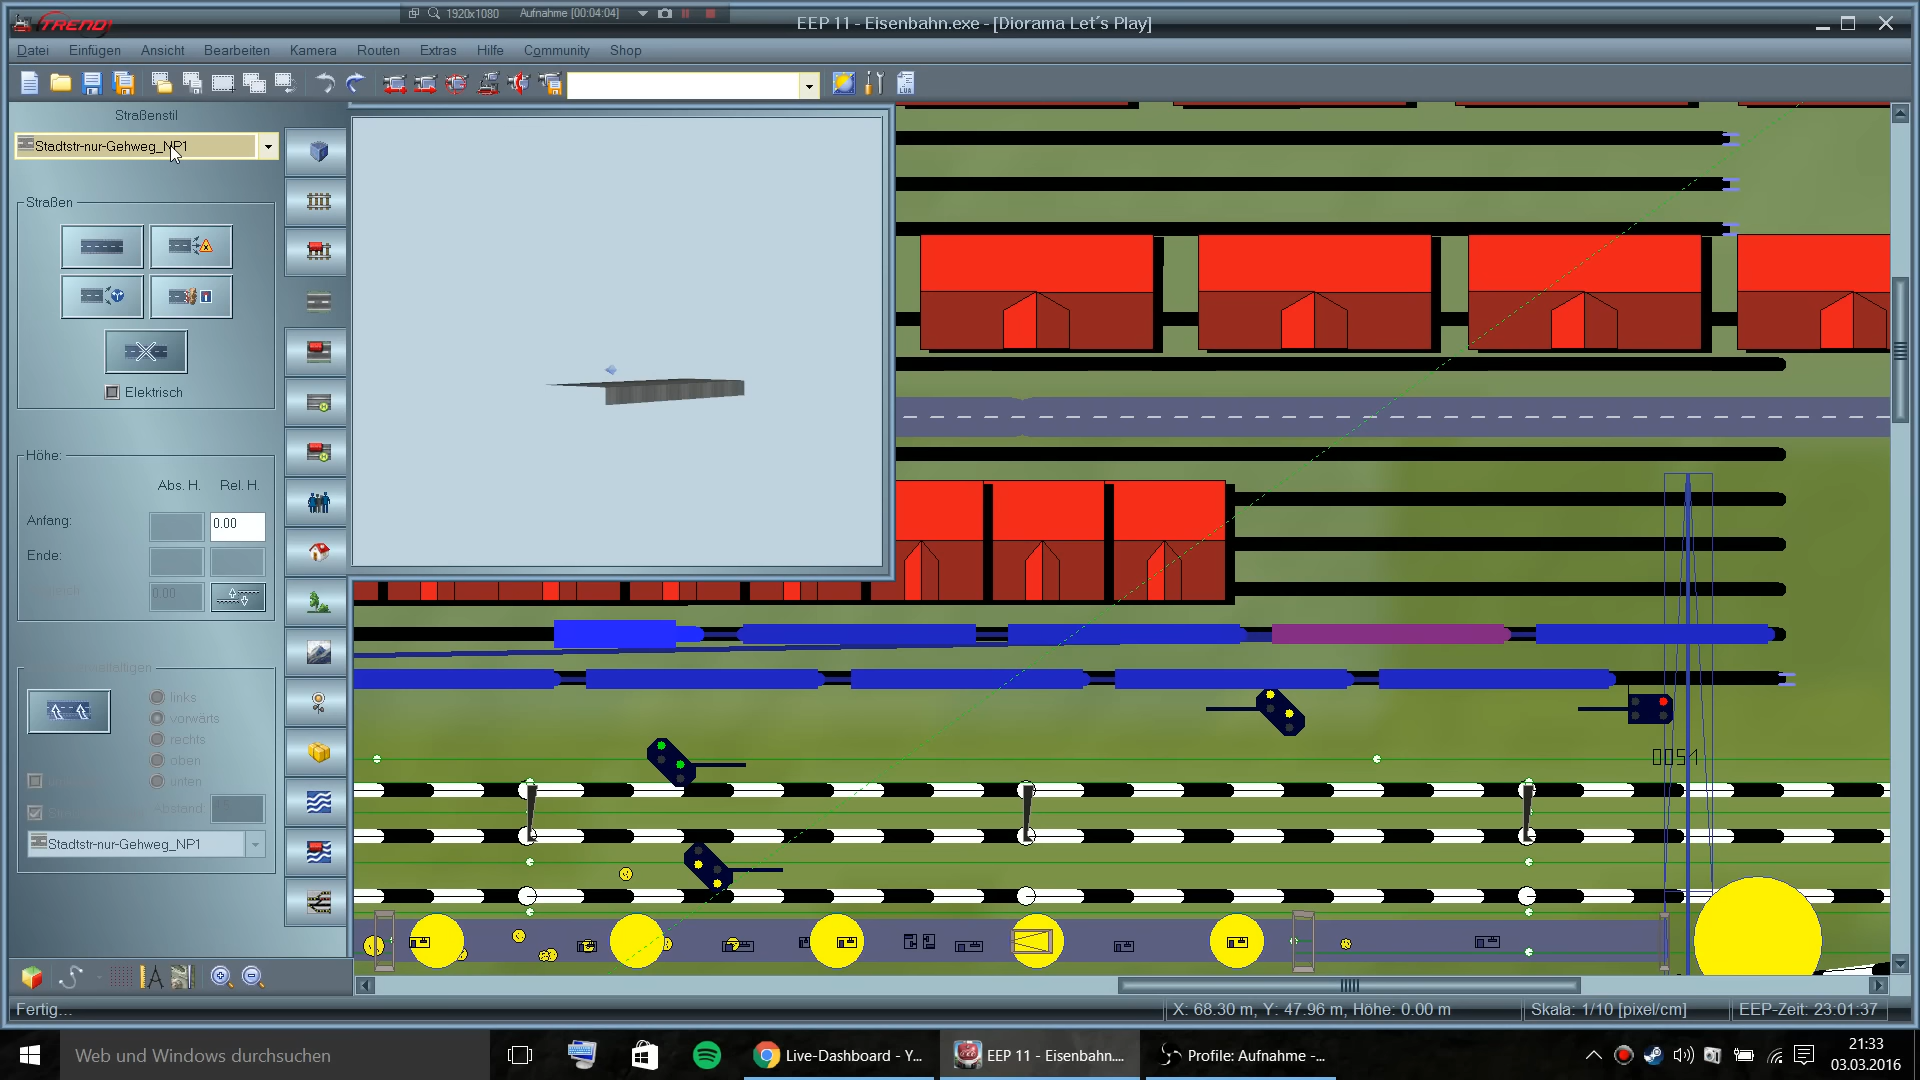 1920x1080 Aufnahme [00:04:04]
TREND
EEP 11 - Eisenbahn.exe - [Diorama Let´s Play]
Datei Einfügen Ansicht Bearbeiten Kamera Routen Extras Hilfe Community Shop
LUA
Straßenstil
Stadtstr-nur-Gehweg_NP1
Straßen
Elektrisch
Höhe:
Abs. H. Rel. H.
Anfang: 0.00
Ende:
0.00
links
vorwärts
rechts
oben
unten
Abstand:
Stadtstr-nur-Gehweg_NP1
0054
Fertig...
X: 68.30 m, Y: 47.96 m, Höhe: 0.00 m
Skala: 1/10 [pixel/cm]
EEP-Zeit: 23:01:37
Web und Windows durchsuchen
Live-Dashboard - Y...
EEP 11 - Eisenbahn....
Profile: Aufnahme -...
21:33
03.03.2016